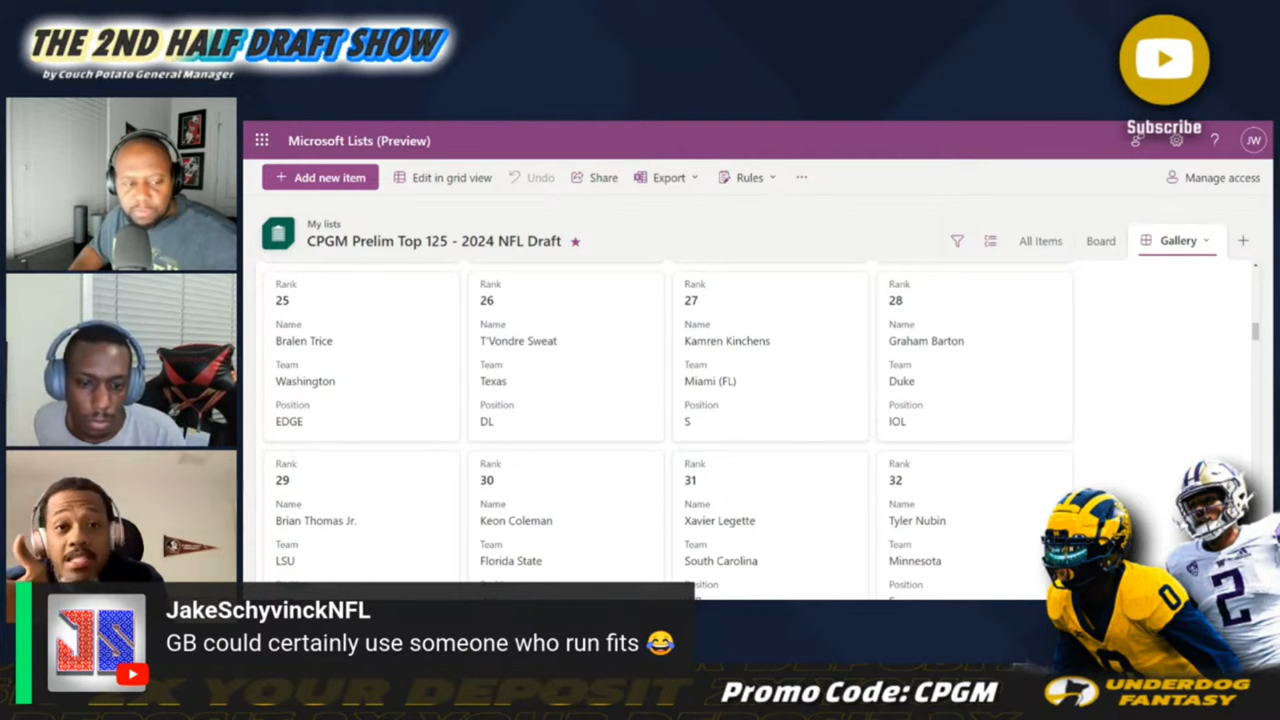 THE 2ND HALF DRAFT SHOW
by Couch Potato General Manager
Subscribe
Microsoft Lists (Preview)
?
JW
+ Add new item
Edit in grid view
Undo
Share
Export
Rules
...
Manage access
My lists
CPGM Prelim Top 125 - 2024 NFL Draft ★
All Items
Board
Gallery
+
Rank
25
Name
Bralen Trice
Team
Washington
Position
EDGE
Rank
26
Name
T'Vondre Sweat
Team
Texas
Position
DL
Rank
27
Name
Kamren Kinchens
Team
Miami (FL)
Position
S
Rank
28
Name
Graham Barton
Team
Duke
Position
IOL
Rank
29
Name
Brian Thomas Jr.
Team
LSU
Rank
30
Name
Keon Coleman
Team
Florida State
Rank
31
Name
Xavier Legette
Team
South Carolina
Rank
32
Name
Tyler Nubin
Team
Minnesota
Position
0
2
JS
JakeSchyvinckNFL
GB could certainly use someone who run fits 😂
2X YOUR DEPOSIT
Promo Code: CPGM
UNDERDOG
FANTASY